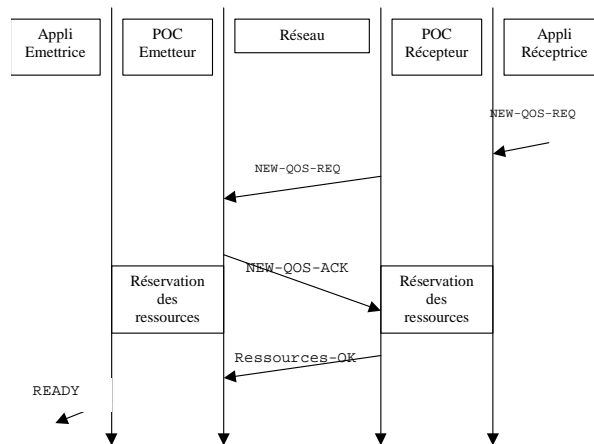 Appli
Emettrice
POC
Emetteur
Réseau
POC
Récepteur
Appli
Réceptrice
NEW-QOS-REQ
NEW-QOS-REQ
NEW-QOS-ACK
Réservation
des
ressources
Réservation
des
ressources
Ressources-OK
READY